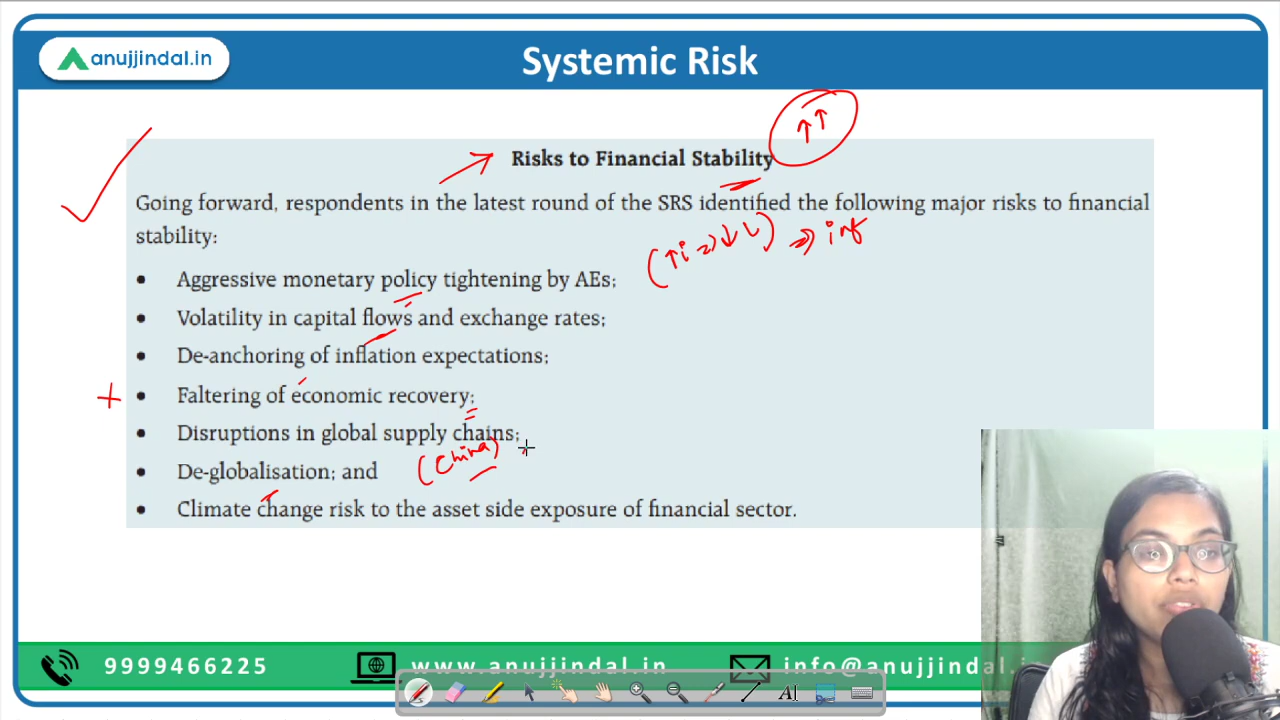 anujjindal.in
Systemic Risk
↑↑
Risks to Financial Stability
Going forward, respondents in the latest round of the SRS identified the following major risks to financial
stability:
(↑i ⇒ ↓ L) ⇒ inf
• Aggressive monetary policy tightening by AEs;
• Volatility in capital flows and exchange rates;
• De-anchoring of inflation expectations;
+ • Faltering of economic recovery;
• Disruptions in global supply chains;
• De-globalisation; and (China)
• Climate change risk to the asset side exposure of financial sector.
9999466225 www.anujjindal.in info@anujjindal.i
A